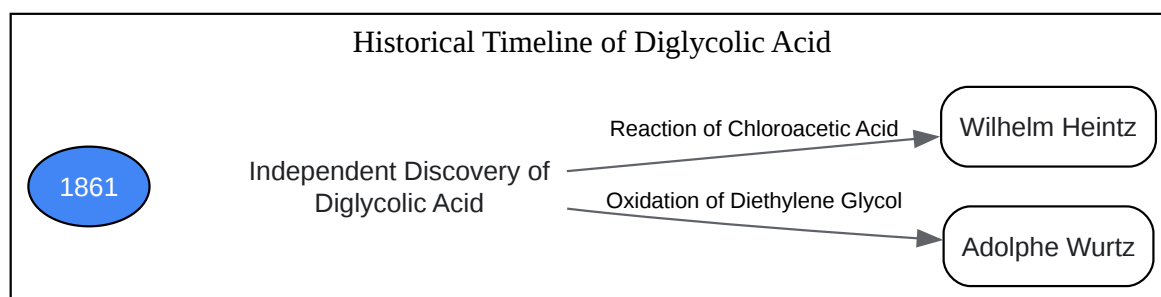 Historical Timeline of Diglycolic Acid
1861
Independent Discovery of
Diglycolic Acid
Reaction of Chloroacetic Acid
Wilhelm Heintz
Oxidation of Diethylene Glycol
Adolphe Wurtz